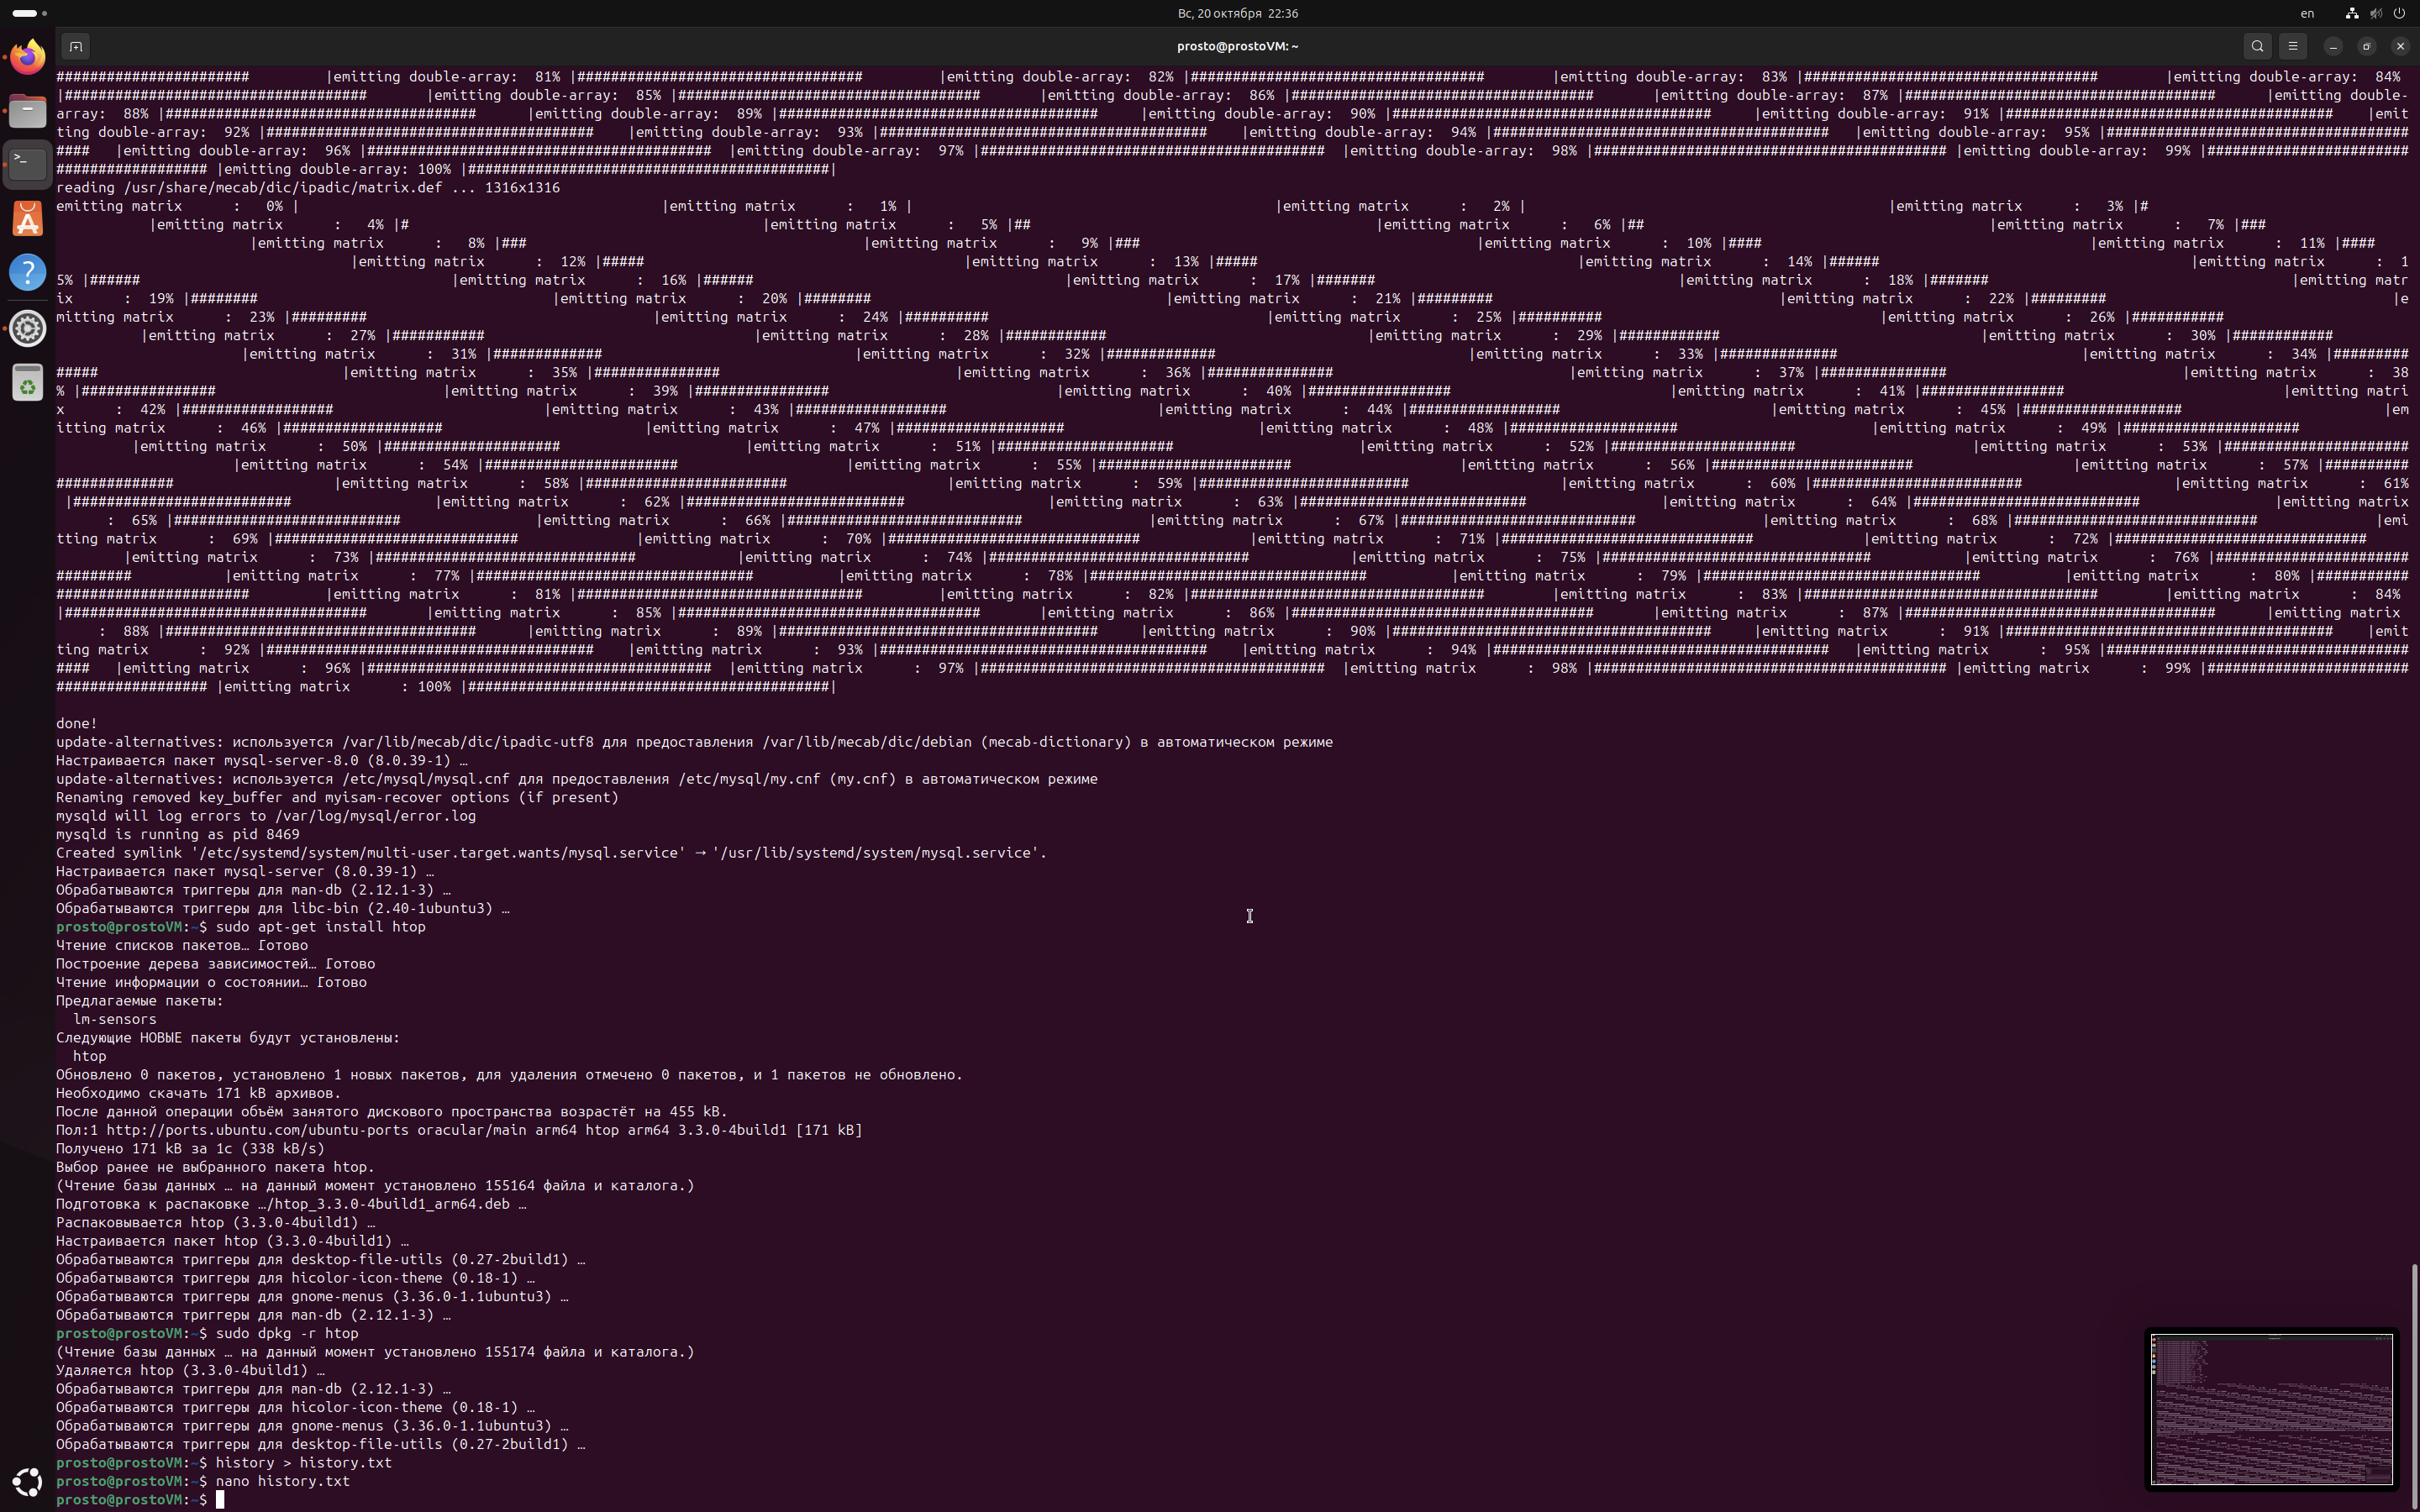 ####################### |emitting double-array:  81% |################################## |emitting double-array:  82% |################################### |emitting double-array:  83% |################################### |emitting double-array:  84%
|#################################### |emitting double-array:  85% |#################################### |emitting double-array:  86% |#################################### |emitting double-array:  87% |##################################### |emitting double-
array:  88% |##################################### |emitting double-array:  89% |###################################### |emitting double-array:  90% |###################################### |emitting double-array:  91% |####################################### |emit
ting double-array:  92% |####################################### |emitting double-array:  93% |####################################### |emitting double-array:  94% |######################################## |emitting double-array:  95% |####################################
#### |emitting double-array:  96% |######################################### |emitting double-array:  97% |######################################### |emitting double-array:  98% |########################################## |emitting double-array:  99% |########################
################## |emitting double-array: 100% |###########################################|
reading /usr/share/mecab/dic/ipadic/matrix.def ... 1316x1316
emitting matrix      :   0% | |emitting matrix      :   1% | |emitting matrix      :   2% | |emitting matrix      :   3% |#
|emitting matrix      :   4% |# |emitting matrix      :   5% |## |emitting matrix      :   6% |## |emitting matrix      :   7% |###
|emitting matrix      :   8% |### |emitting matrix      :   9% |### |emitting matrix      :  10% |#### |emitting matrix      :  11% |####
|emitting matrix      :  12% |##### |emitting matrix      :  13% |##### |emitting matrix      :  14% |###### |emitting matrix      :  1
5% |###### |emitting matrix      :  16% |###### |emitting matrix      :  17% |####### |emitting matrix      :  18% |####### |emitting matr
ix      :  19% |######## |emitting matrix      :  20% |######## |emitting matrix      :  21% |######### |emitting matrix      :  22% |######### |e
mitting matrix      :  23% |######### |emitting matrix      :  24% |########## |emitting matrix      :  25% |########## |emitting matrix      :  26% |###########
|emitting matrix      :  27% |########### |emitting matrix      :  28% |############ |emitting matrix      :  29% |############ |emitting matrix      :  30% |############
|emitting matrix      :  31% |############# |emitting matrix      :  32% |############# |emitting matrix      :  33% |############## |emitting matrix      :  34% |#########
##### |emitting matrix      :  35% |############### |emitting matrix      :  36% |############### |emitting matrix      :  37% |############### |emitting matrix      :  38
% |################ |emitting matrix      :  39% |################ |emitting matrix      :  40% |################# |emitting matrix      :  41% |################# |emitting matri
x      :  42% |################## |emitting matrix      :  43% |################## |emitting matrix      :  44% |################## |emitting matrix      :  45% |################### |em
itting matrix      :  46% |################### |emitting matrix      :  47% |#################### |emitting matrix      :  48% |#################### |emitting matrix      :  49% |#####################
|emitting matrix      :  50% |##################### |emitting matrix      :  51% |##################### |emitting matrix      :  52% |###################### |emitting matrix      :  53% |######################
|emitting matrix      :  54% |####################### |emitting matrix      :  55% |####################### |emitting matrix      :  56% |######################## |emitting matrix      :  57% |##########
############## |emitting matrix      :  58% |######################## |emitting matrix      :  59% |######################### |emitting matrix      :  60% |######################### |emitting matrix      :  61%
|########################## |emitting matrix      :  62% |########################## |emitting matrix      :  63% |########################### |emitting matrix      :  64% |########################### |emitting matrix
:  65% |########################### |emitting matrix      :  66% |############################ |emitting matrix      :  67% |############################ |emitting matrix      :  68% |############################# |emi
tting matrix      :  69% |############################# |emitting matrix      :  70% |############################## |emitting matrix      :  71% |############################## |emitting matrix      :  72% |##############################
|emitting matrix      :  73% |############################### |emitting matrix      :  74% |############################### |emitting matrix      :  75% |################################ |emitting matrix      :  76% |#######################
######### |emitting matrix      :  77% |################################# |emitting matrix      :  78% |################################# |emitting matrix      :  79% |################################# |emitting matrix      :  80% |##############
####################### |emitting matrix      :  81% |################################## |emitting matrix      :  82% |################################### |emitting matrix      :  83% |################################### |emitting matrix      :  84%
|#################################### |emitting matrix      :  85% |#################################### |emitting matrix      :  86% |#################################### |emitting matrix      :  87% |##################################### |emitting matrix
:  88% |##################################### |emitting matrix      :  89% |###################################### |emitting matrix      :  90% |###################################### |emitting matrix      :  91% |####################################### |emit
ting matrix      :  92% |####################################### |emitting matrix      :  93% |####################################### |emitting matrix      :  94% |######################################## |emitting matrix      :  95% |####################################
#### |emitting matrix      :  96% |######################################### |emitting matrix      :  97% |######################################### |emitting matrix      :  98% |########################################## |emitting matrix      :  99% |########################
################## |emitting matrix      : 100% |###########################################|
done!
update-alternatives: используется /var/lib/mecab/dic/ipadic-utf8 для предоставления /var/lib/mecab/dic/debian (mecab-dictionary) в автоматическом режиме
Настраивается пакет mysql-server-8.0 (8.0.39-1) …
update-alternatives: используется /etc/mysql/mysql.cnf для предоставления /etc/mysql/my.cnf (my.cnf) в автоматическом режиме
Renaming removed key_buffer and myisam-recover options (if present)
mysqld will log errors to /var/log/mysql/error.log
mysqld is running as pid 8469
Created symlink '/etc/systemd/system/multi-user.target.wants/mysql.service' → '/usr/lib/systemd/system/mysql.service'.
Настраивается пакет mysql-server (8.0.39-1) …
Обрабатываются триггеры для man-db (2.12.1-3) …
Обрабатываются триггеры для libc-bin (2.40-1ubuntu3) …
prosto@prostoVM:~$ sudo apt-get install htop
Чтение списков пакетов… Готово
Построение дерева зависимостей… Готово
Чтение информации о состоянии… Готово
Предлагаемые пакеты:
lm-sensors
Следующие НОВЫЕ пакеты будут установлены:
htop
Обновлено 0 пакетов, установлено 1 новых пакетов, для удаления отмечено 0 пакетов, и 1 пакетов не обновлено.
Необходимо скачать 171 kB архивов.
После данной операции объём занятого дискового пространства возрастёт на 455 kB.
Пол:1 http://ports.ubuntu.com/ubuntu-ports oracular/main arm64 htop arm64 3.3.0-4build1 [171 kB]
Получено 171 kB за 1с (338 kB/s)
Выбор ранее не выбранного пакета htop.
(Чтение базы данных … на данный момент установлено 155164 файла и каталога.)
Подготовка к распаковке …/htop_3.3.0-4build1_arm64.deb …
Распаковывается htop (3.3.0-4build1) …
Настраивается пакет htop (3.3.0-4build1) …
Обрабатываются триггеры для desktop-file-utils (0.27-2build1) …
Обрабатываются триггеры для hicolor-icon-theme (0.18-1) …
Обрабатываются триггеры для gnome-menus (3.36.0-1.1ubuntu3) …
Обрабатываются триггеры для man-db (2.12.1-3) …
prosto@prostoVM:~$ sudo dpkg -r htop
(Чтение базы данных … на данный момент установлено 155174 файла и каталога.)
Удаляется htop (3.3.0-4build1) …
Обрабатываются триггеры для man-db (2.12.1-3) …
Обрабатываются триггеры для hicolor-icon-theme (0.18-1) …
Обрабатываются триггеры для gnome-menus (3.36.0-1.1ubuntu3) …
Обрабатываются триггеры для desktop-file-utils (0.27-2build1) …
prosto@prostoVM:~$ history > history.txt
prosto@prostoVM:~$ nano history.txt
prosto@prostoVM:~$
Вс, 20 октября 22:36
en
prosto@prostoVM: ~